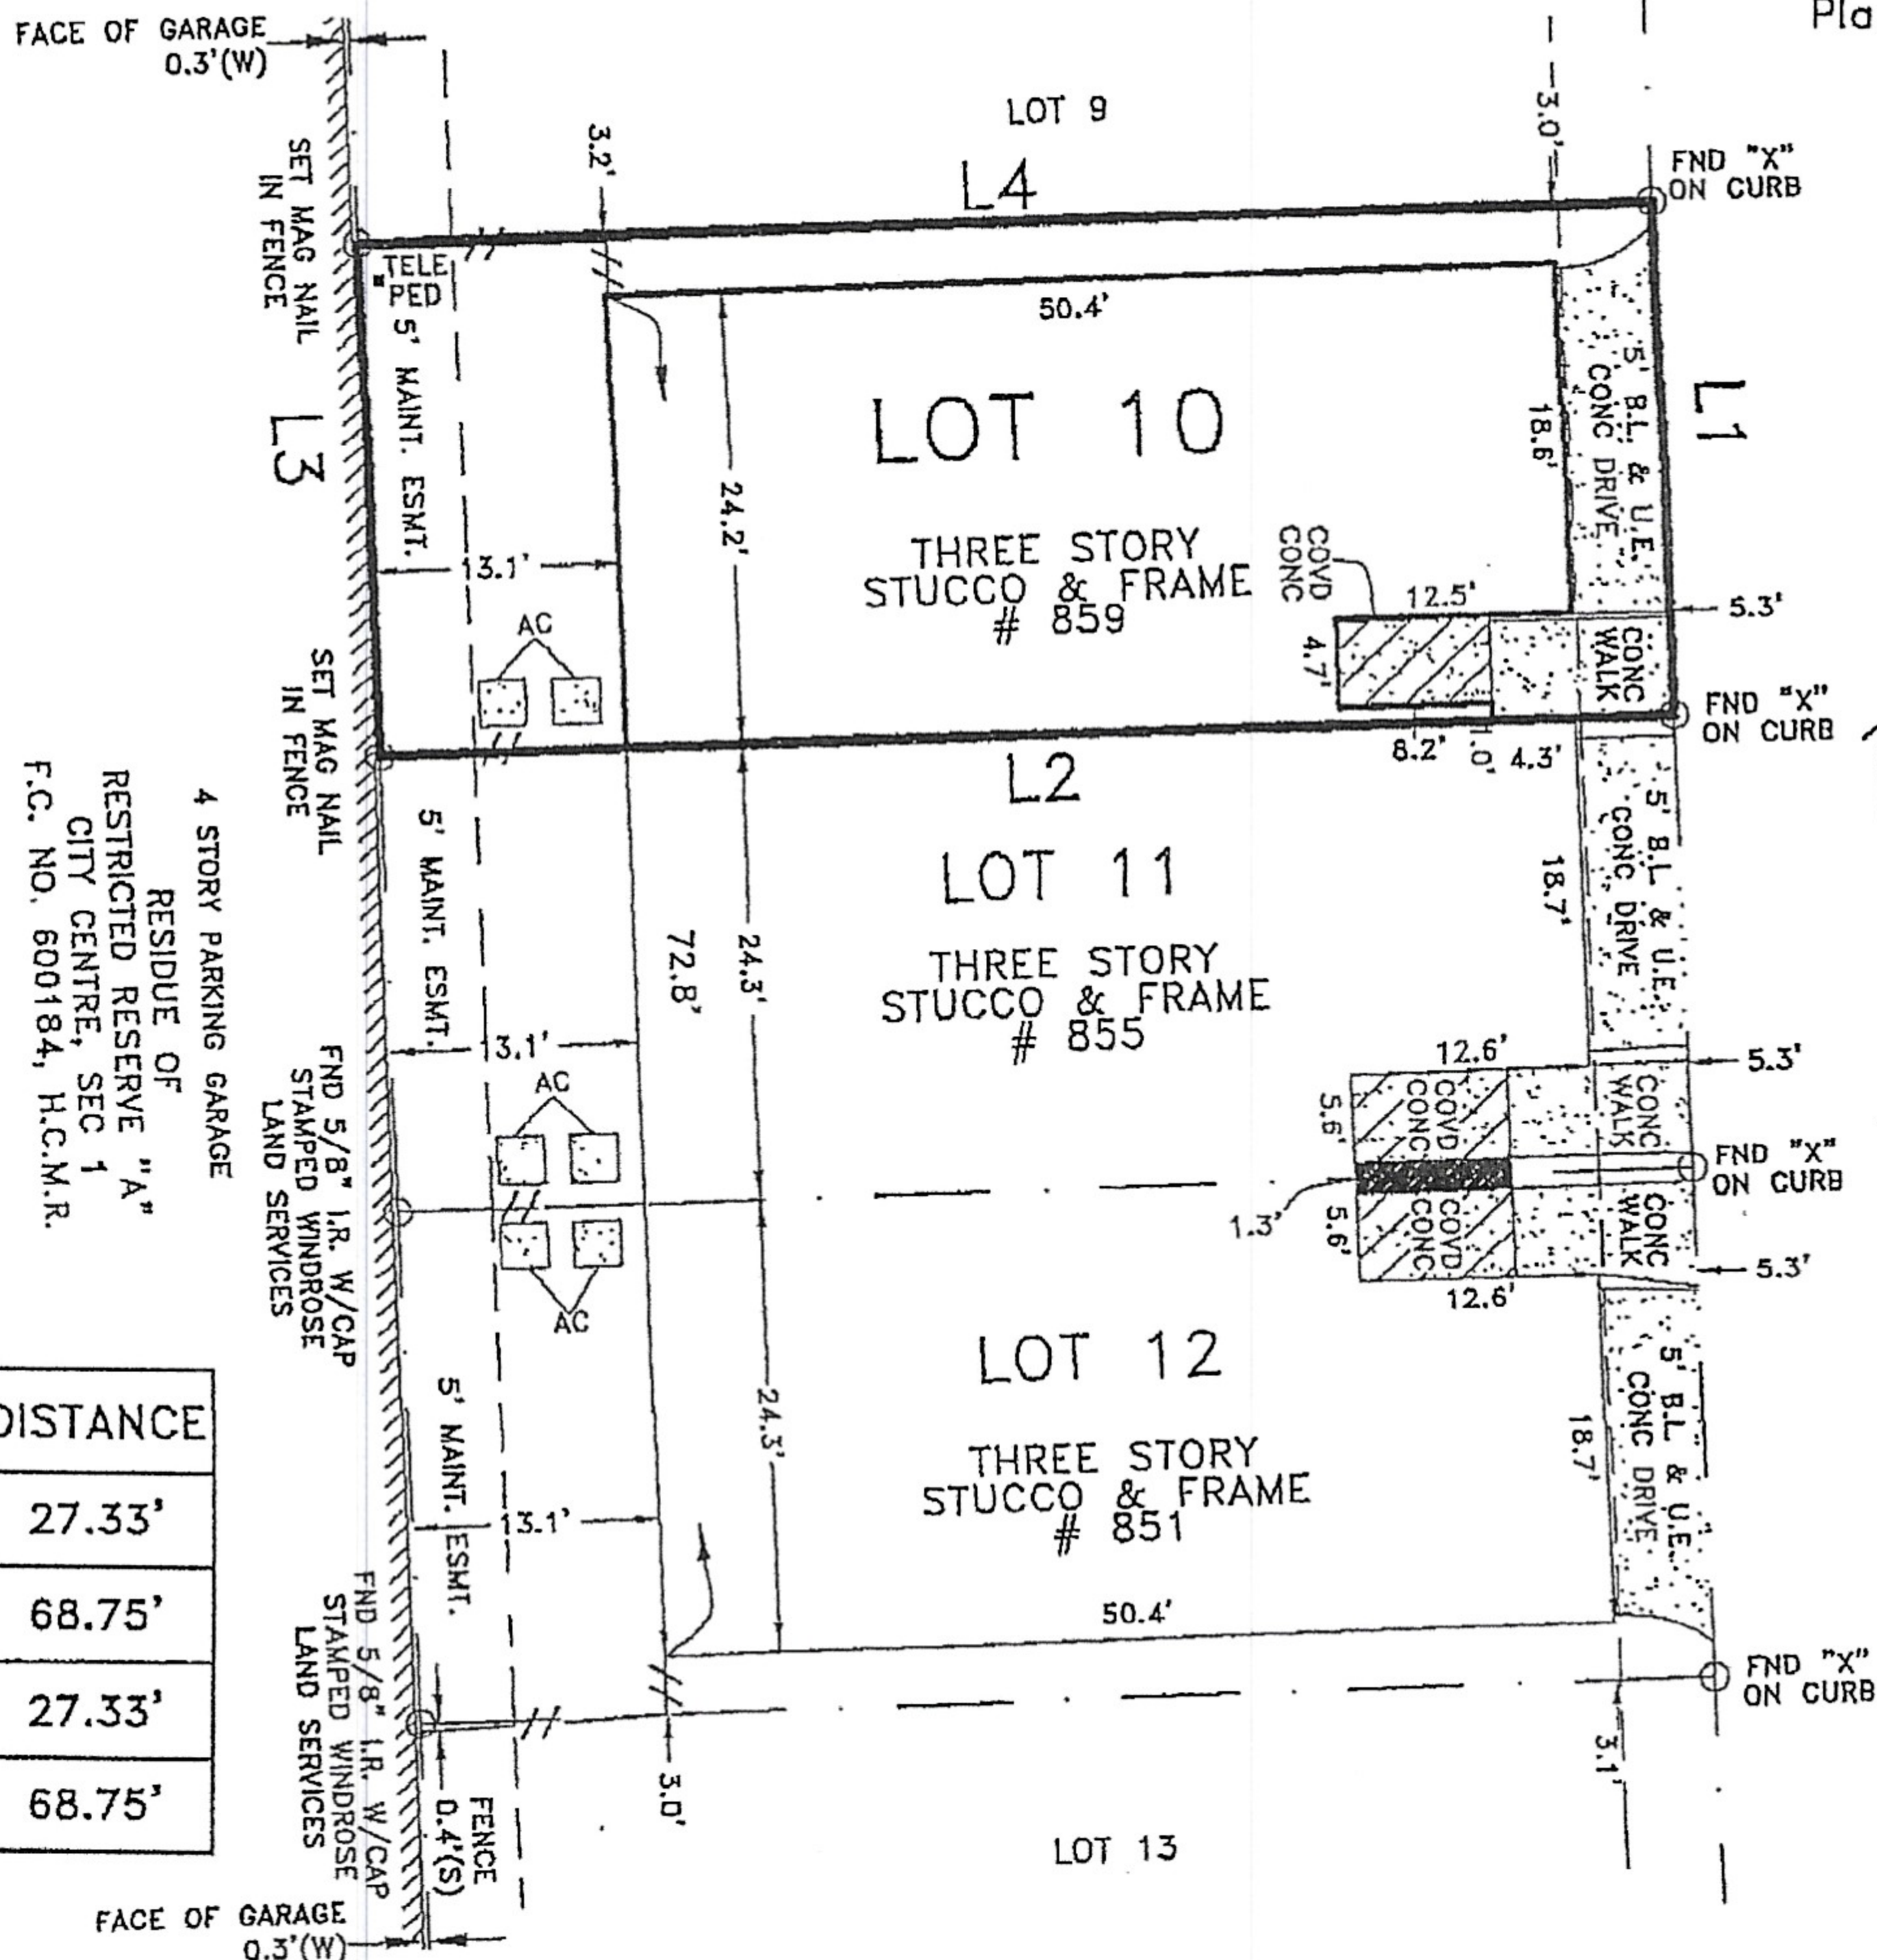 Pla
FACE OF GARAGE
0.3'(W)
LOT 9
3.0'
3.2'
L4
FND "X"
ON CURB
SET MAG NAIL
IN FENCE
TELE
PED
5' MAINT. ESMT.
50.4'
5' B.L. & U.E.
CONC DRIVE
L1
LOT 10
18.6'
L3
24.2'
THREE STORY
STUCCO & FRAME
# 859
COVD
CONC
13.1'
12.5'
5.3'
AC
4.7'
CONC
WALK
SET MAG NAIL
IN FENCE
FND "X"
ON CURB
8.2'
1.0'
4.3'
L2
4 STORY PARKING GARAGE
RESIDUE OF
RESTRICTED RESERVE "A"
CITY CENTRE, SEC 1
F.C. NO. 600184, H.C.M.R.
5' MAINT. ESMT.
LOT 11
5' B.L & U.E.
CONC DRIVE
18.7'
72.8'
24.3'
THREE STORY
STUCCO & FRAME
# 855
13.1'
12.6'
5.3'
AC
COVD
CONC
5.6'
CONC
WALK
FND 5/8" I.R. W/CAP
STAMPED WINDROSE
LAND SERVICES
FND "X"
ON CURB
1.3'
5.6'
COVD
CONC
CONC
WALK
5.3'
12.6'
AC
LOT 12
5' B.L & U.E.
CONC DRIVE
18.7'
24.3'
5' MAINT. ESMT.
THREE STORY
STUCCO & FRAME
# 851
13.1'
50.4'
FND 5/8" I.R. W/CAP
STAMPED WINDROSE
LAND SERVICES
FND "X"
ON CURB
3.0'
3.1'
FENCE
0.4'(S)
LOT 13
FACE OF GARAGE
0.3'(W)
DISTANCE
27.33'
68.75'
27.33'
68.75'